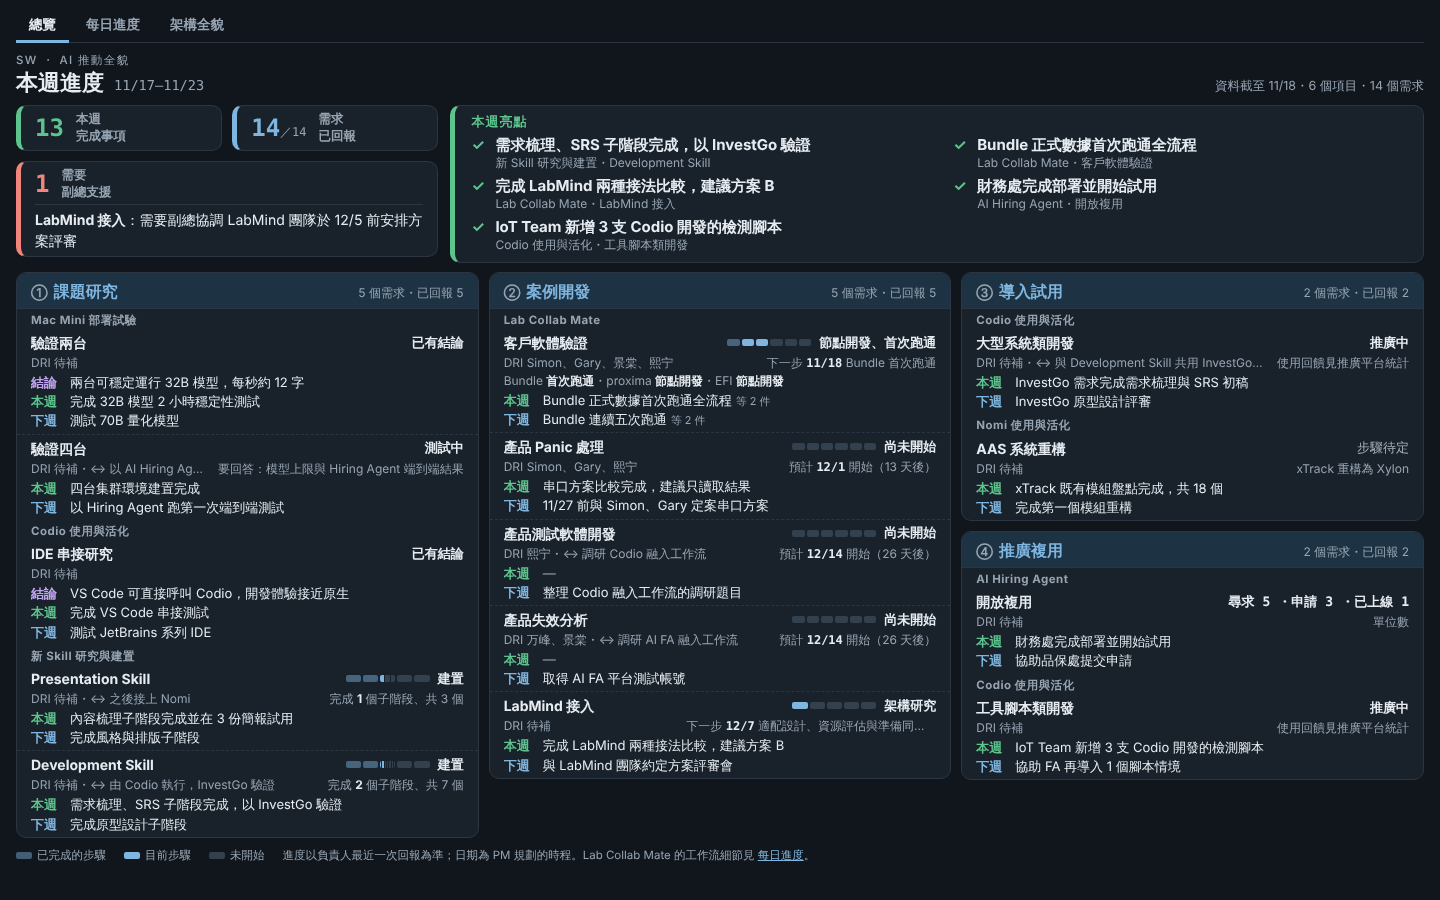 總覽 每日進度 架構全貌
SW ・ AI 推動全貌
本週進度 11/17–11/23
資料截至 11/18・6 個項目・14 個需求
13 本週 完成事項
14／14 需求 已回報
1 需要 副總支援
LabMind 接入：需要副總協調 LabMind 團隊於 12/5 前安排方
案評審
本週亮點
✓ 需求梳理、SRS 子階段完成，以 InvestGo 驗證
新 Skill 研究與建置・Development Skill
✓ Bundle 正式數據首次跑通全流程
Lab Collab Mate・客戶軟體驗證
✓ 完成 LabMind 兩種接法比較，建議方案 B
Lab Collab Mate・LabMind 接入
✓ 財務處完成部署並開始試用
AI Hiring Agent・開放複用
✓ IoT Team 新增 3 支 Codio 開發的檢測腳本
Codio 使用與活化・工具腳本類開發
① 課題研究 5 個需求・已回報 5
Mac Mini 部署試驗
驗證兩台 已有結論
DRI 待補
結論 兩台可穩定運行 32B 模型，每秒約 12 字
本週 完成 32B 模型 2 小時穩定性測試
下週 測試 70B 量化模型
驗證四台 測試中
DRI 待補・↔ 以 AI Hiring Ag… 要回答：模型上限與 Hiring Agent 端到端結果
本週 四台集群環境建置完成
下週 以 Hiring Agent 跑第一次端到端測試
Codio 使用與活化
IDE 串接研究 已有結論
DRI 待補
結論 VS Code 可直接呼叫 Codio，開發體驗接近原生
本週 完成 VS Code 串接測試
下週 測試 JetBrains 系列 IDE
新 Skill 研究與建置
Presentation Skill 建置
DRI 待補・↔ 之後接上 Nomi 完成 1 個子階段、共 3 個
本週 內容梳理子階段完成並在 3 份簡報試用
下週 完成風格與排版子階段
Development Skill 建置
DRI 待補・↔ 由 Codio 執行，InvestGo 驗證 完成 2 個子階段、共 7 個
本週 需求梳理、SRS 子階段完成，以 InvestGo 驗證
下週 完成原型設計子階段
② 案例開發 5 個需求・已回報 5
Lab Collab Mate
客戶軟體驗證 節點開發、首次跑通
DRI Simon、Gary、景棠、熙宁 下一步 11/18 Bundle 首次跑通
Bundle 首次跑通・proxima 節點開發・EFI 節點開發
本週 Bundle 正式數據首次跑通全流程 等 2 件
下週 Bundle 連續五次跑通 等 2 件
產品 Panic 處理 尚未開始
DRI Simon、Gary、熙宁 預計 12/1 開始（13 天後）
本週 串口方案比較完成，建議只讀取結果
下週 11/27 前與 Simon、Gary 定案串口方案
產品測試軟體開發 尚未開始
DRI 熙宁・↔ 調研 Codio 融入工作流 預計 12/14 開始（26 天後）
本週 —
下週 整理 Codio 融入工作流的調研題目
產品失效分析 尚未開始
DRI 万峰、景棠・↔ 調研 AI FA 融入工作流 預計 12/14 開始（26 天後）
本週 —
下週 取得 AI FA 平台測試帳號
LabMind 接入 架構研究
DRI 待補 下一步 12/7 適配設計、資源評估與準備同…
本週 完成 LabMind 兩種接法比較，建議方案 B
下週 與 LabMind 團隊約定方案評審會
③ 導入試用 2 個需求・已回報 2
Codio 使用與活化
大型系統類開發 推廣中
DRI 待補・↔ 與 Development Skill 共用 InvestGo… 使用回饋見推廣平台統計
本週 InvestGo 需求完成需求梳理與 SRS 初稿
下週 InvestGo 原型設計評審
Nomi 使用與活化
AAS 系統重構 步驟待定
DRI 待補 xTrack 重構為 Xylon
本週 xTrack 既有模組盤點完成，共 18 個
下週 完成第一個模組重構
④ 推廣複用 2 個需求・已回報 2
AI Hiring Agent
開放複用 尋求 5 ・申請 3 ・已上線 1
DRI 待補 單位數
本週 財務處完成部署並開始試用
下週 協助品保處提交申請
Codio 使用與活化
工具腳本類開發 推廣中
DRI 待補 使用回饋見推廣平台統計
本週 IoT Team 新增 3 支 Codio 開發的檢測腳本
下週 協助 FA 再導入 1 個腳本情境
已完成的步驟 目前步驟 未開始 進度以負責人最近一次回報為準；日期為 PM 規劃的時程。Lab Collab Mate 的工作流細節見 每日進度。